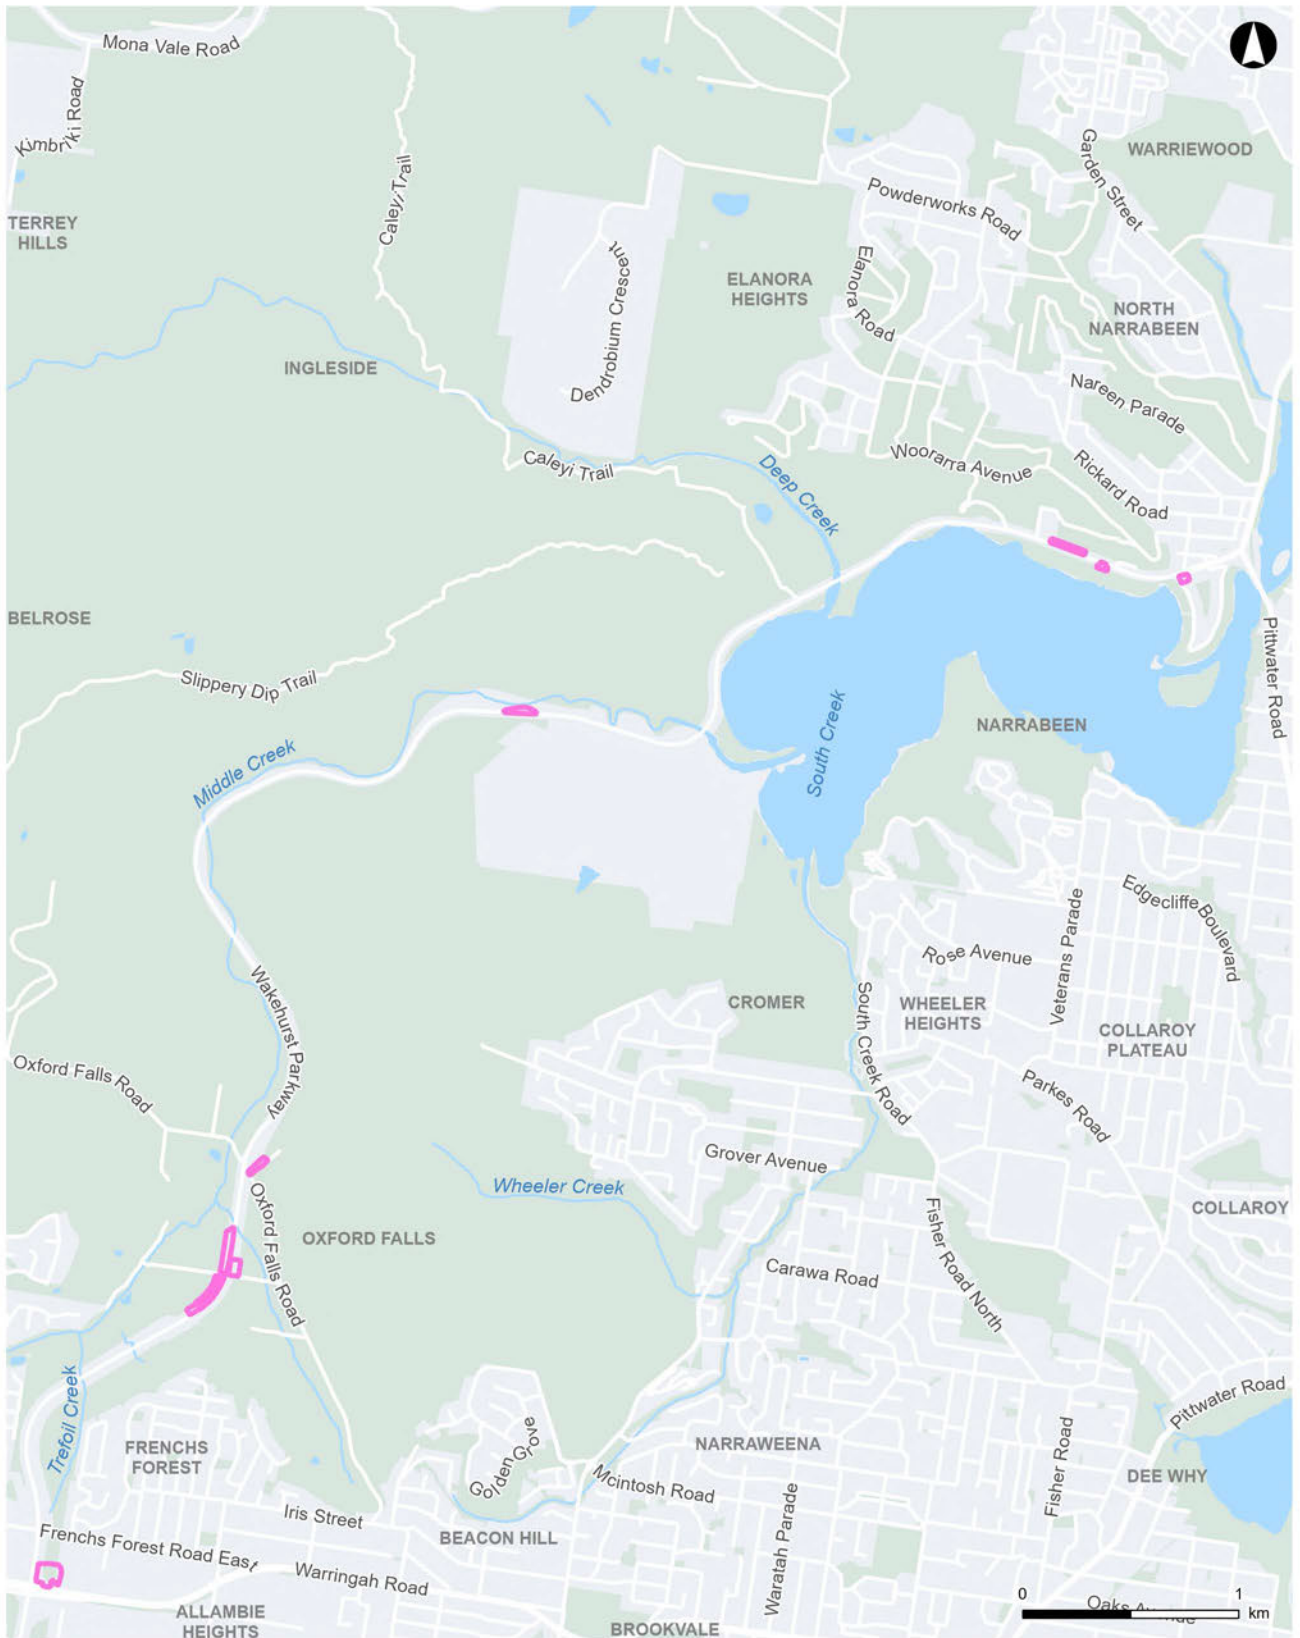 Mona Vale Road
Kimbriki Road
Caleyi Trail
WARRIEWOOD
Garden Street
Powderworks Road
TERREY
HILLS
Dendrobium Crescent
ELANORA
HEIGHTS
Elanora Road
NORTH
NARRABEEN
INGLESIDE
Nareen Parade
Woorarra Avenue
Rickard Road
Caleyi Trail
Deep Creek
BELROSE
Pittwater Road
Slippery Dip Trail
South Creek
NARRABEEN
Middle Creek
Edgecliffe Boulevard
Veterans Parade
Rose Avenue
Wakehurst Parkway
CROMER
South Creek Road
WHEELER
HEIGHTS
COLLAROY
PLATEAU
Oxford Falls Road
Parkes Road
Grover Avenue
Wheeler Creek
Oxford Falls Road
OXFORD FALLS
Fisher Road North
COLLAROY
Carawa Road
Trefoil Creek
Pittwater Road
FRENCHS
FOREST
Golden Grove
NARRAWEENA
Fisher Road
DEE WHY
Mcintosh Road
Iris Street
Waratah Parade
Frenchs Forest Road East
BEACON HILL
Warringah Road
0 1
km
Oaks Avenue
ALLAMBIE
HEIGHTS
BROOKVALE